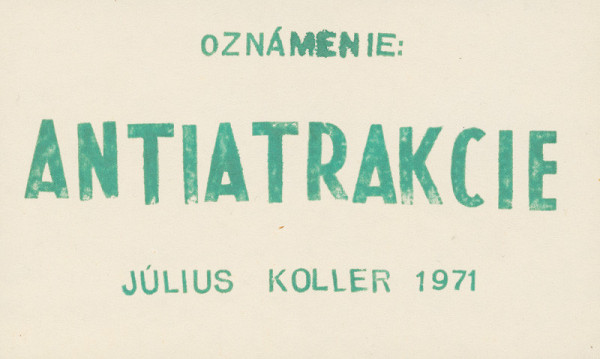 OZNÁMENIE:
ANTIATRAKCIE
JÚLIUS KOLLER 1971